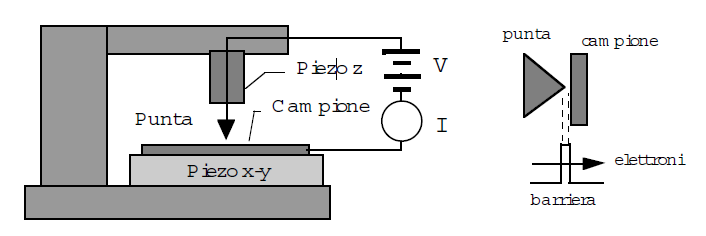 punta
campione
Piezo z
V
Campione
Punta
I
elettroni
Piezo x-y
barriera